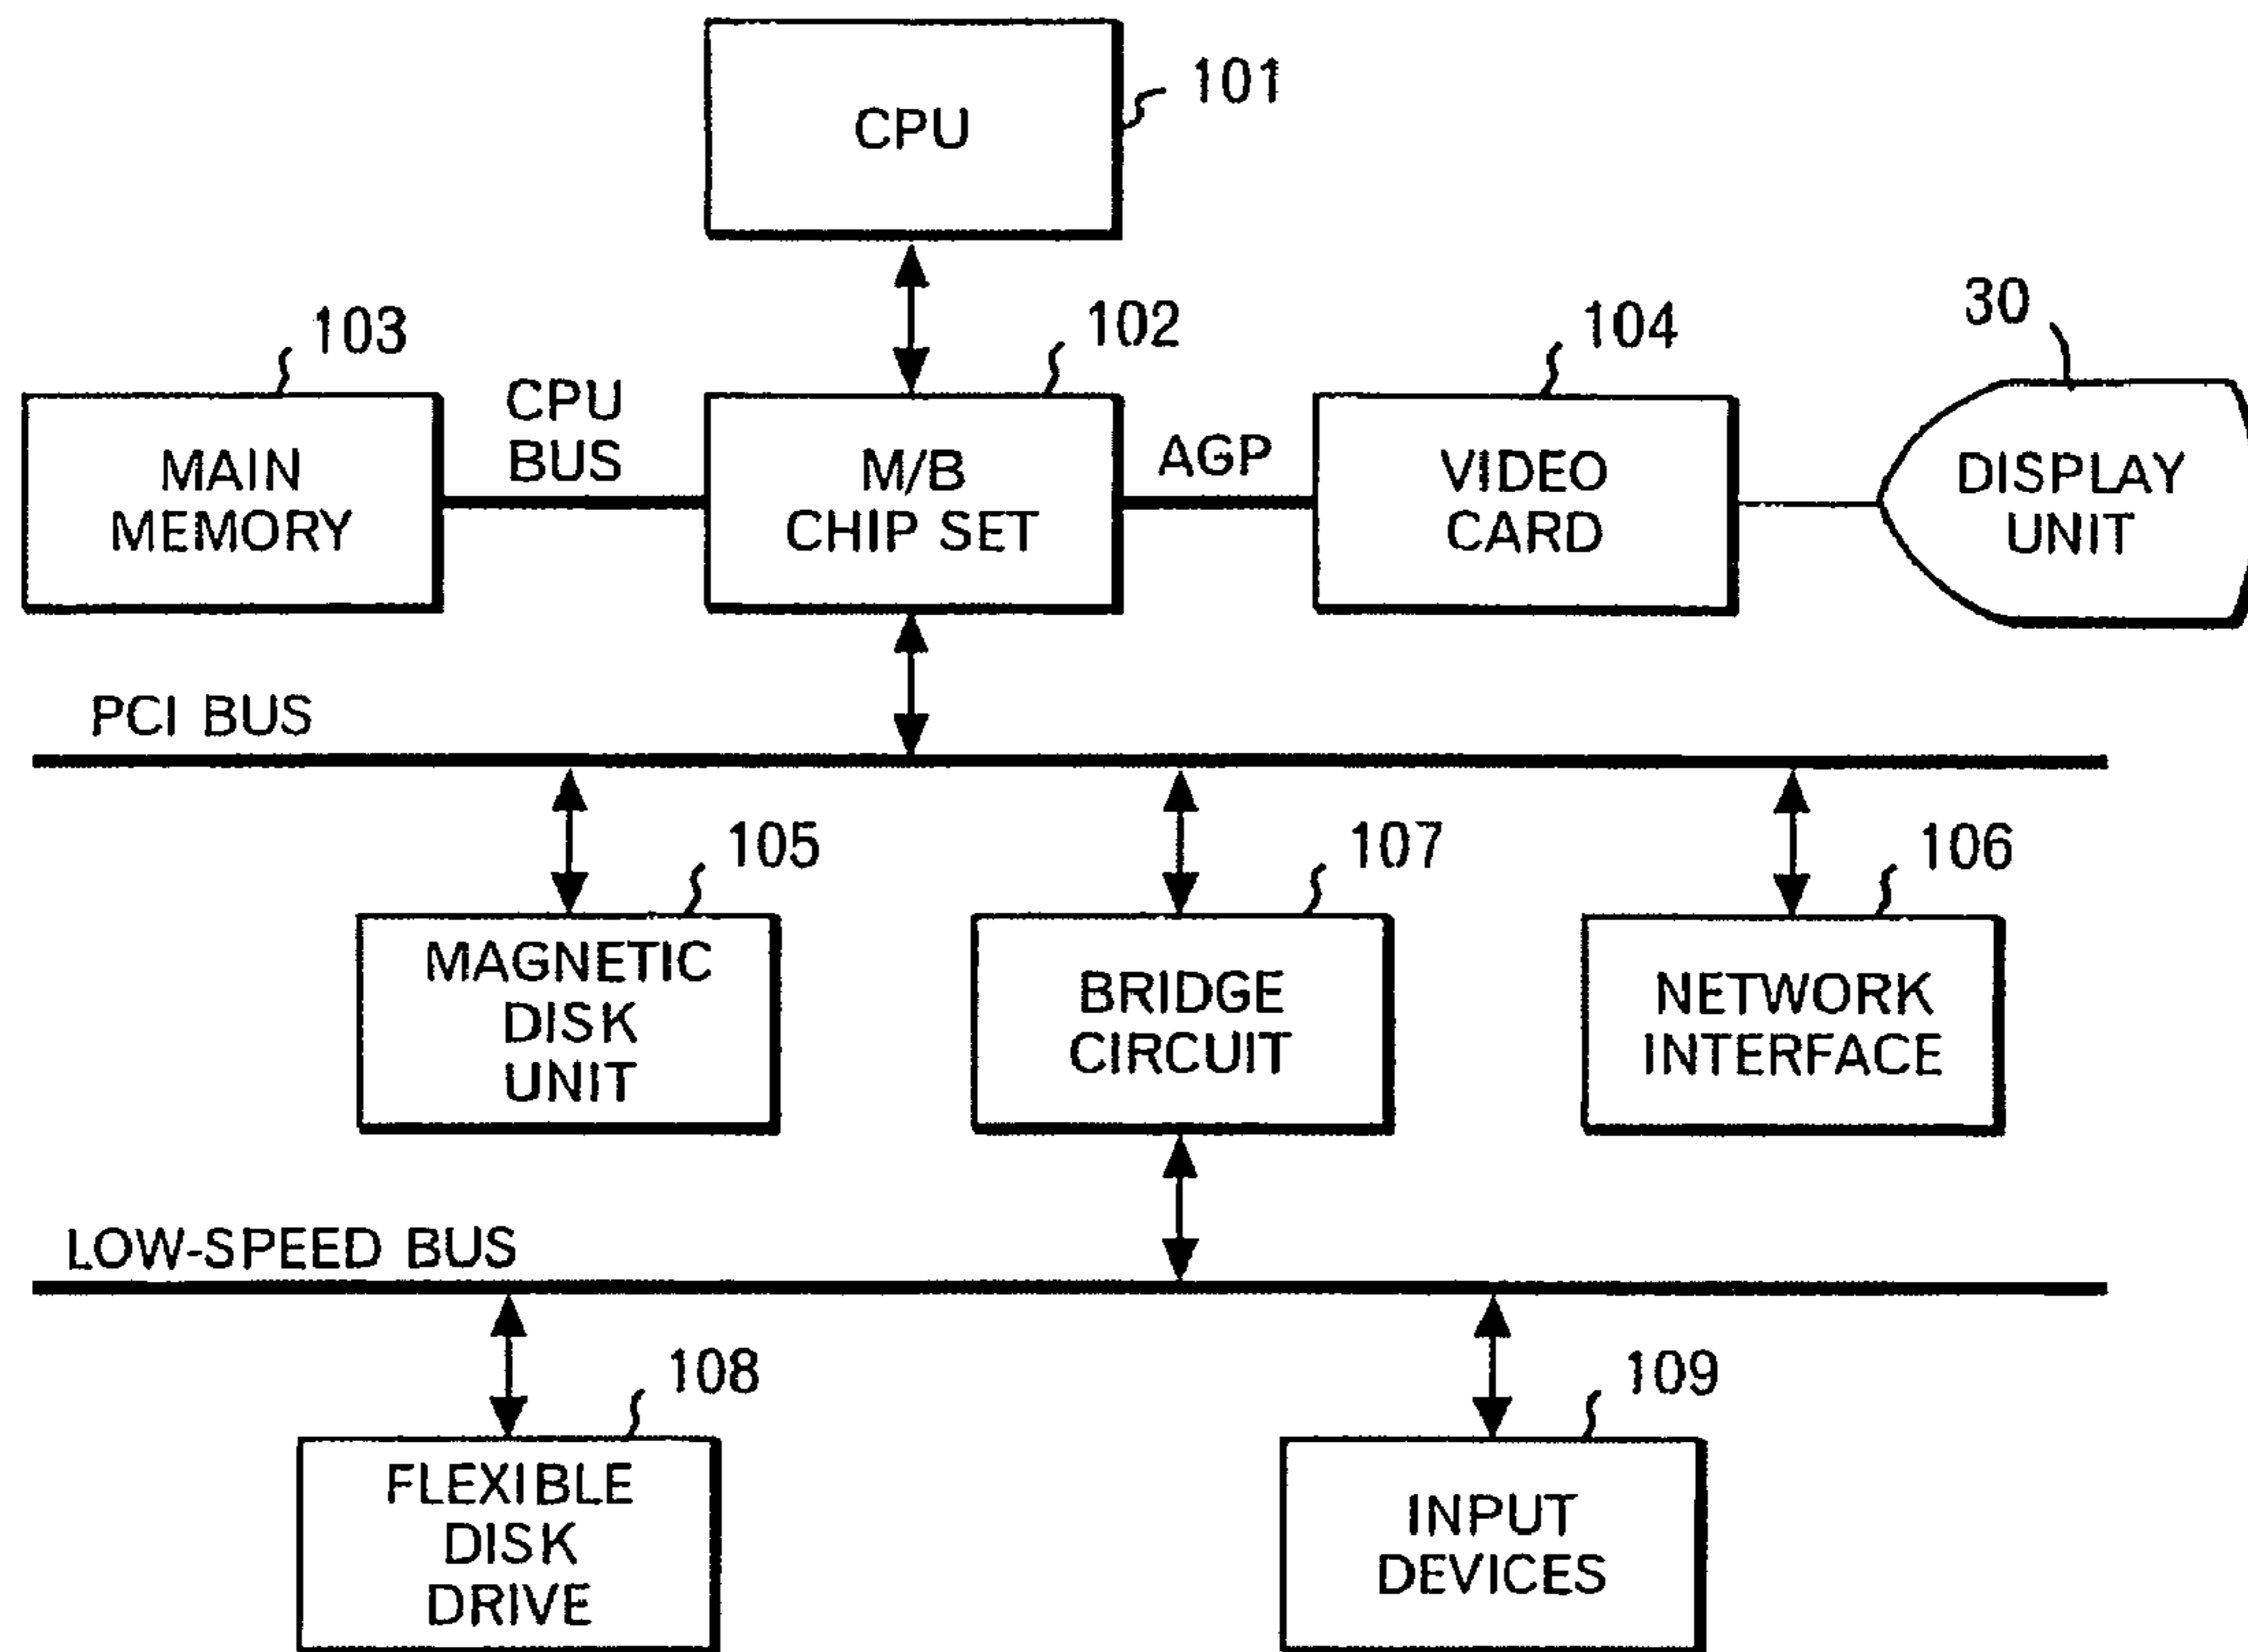 CPU
101
103
CPU
BUS
102
104
30
MAIN
MEMORY
M/B
CHIP SET
AGP
VIDEO
CARD
DISPLAY
UNIT
PCI BUS
105
107
106
MAGNETIC
DISK
UNIT
BRIDGE
CIRCUIT
NETWORK
INTERFACE
LOW-SPEED BUS
108
109
FLEXIBLE
DISK
DRIVE
INPUT
DEVICES